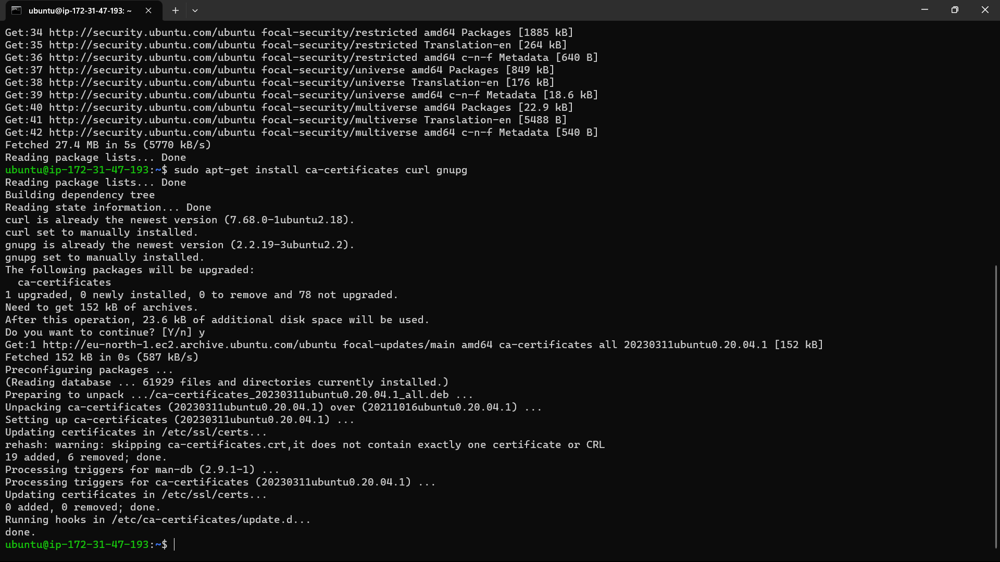 ubuntu@ip-172-31-47-193: ~
Get:34 http://security.ubuntu.com/ubuntu focal-security/restricted amd64 Packages [1885 kB]
Get:35 http://security.ubuntu.com/ubuntu focal-security/restricted Translation-en [264 kB]
Get:36 http://security.ubuntu.com/ubuntu focal-security/restricted amd64 c-n-f Metadata [640 B]
Get:37 http://security.ubuntu.com/ubuntu focal-security/universe amd64 Packages [849 kB]
Get:38 http://security.ubuntu.com/ubuntu focal-security/universe Translation-en [176 kB]
Get:39 http://security.ubuntu.com/ubuntu focal-security/universe amd64 c-n-f Metadata [18.6 kB]
Get:40 http://security.ubuntu.com/ubuntu focal-security/multiverse amd64 Packages [22.9 kB]
Get:41 http://security.ubuntu.com/ubuntu focal-security/multiverse Translation-en [5488 B]
Get:42 http://security.ubuntu.com/ubuntu focal-security/multiverse amd64 c-n-f Metadata [540 B]
Fetched 27.4 MB in 5s (5770 kB/s)
Reading package lists... Done
ubuntu@ip-172-31-47-193:~$ sudo apt-get install ca-certificates curl gnupg
Reading package lists... Done
Building dependency tree
Reading state information... Done
curl is already the newest version (7.68.0-1ubuntu2.18).
curl set to manually installed.
gnupg is already the newest version (2.2.19-3ubuntu2.2).
gnupg set to manually installed.
The following packages will be upgraded:
  ca-certificates
1 upgraded, 0 newly installed, 0 to remove and 78 not upgraded.
Need to get 152 kB of archives.
After this operation, 23.6 kB of additional disk space will be used.
Do you want to continue? [Y/n] y
Get:1 http://eu-north-1.ec2.archive.ubuntu.com/ubuntu focal-updates/main amd64 ca-certificates all 20230311ubuntu0.20.04.1 [152 kB]
Fetched 152 kB in 0s (587 kB/s)
Preconfiguring packages ...
(Reading database ... 61929 files and directories currently installed.)
Preparing to unpack .../ca-certificates_20230311ubuntu0.20.04.1_all.deb ...
Unpacking ca-certificates (20230311ubuntu0.20.04.1) over (20211016ubuntu0.20.04.1) ...
Setting up ca-certificates (20230311ubuntu0.20.04.1) ...
Updating certificates in /etc/ssl/certs...
rehash: warning: skipping ca-certificates.crt,it does not contain exactly one certificate or CRL
19 added, 6 removed; done.
Processing triggers for man-db (2.9.1-1) ...
Processing triggers for ca-certificates (20230311ubuntu0.20.04.1) ...
Updating certificates in /etc/ssl/certs...
0 added, 0 removed; done.
Running hooks in /etc/ca-certificates/update.d...
done.
ubuntu@ip-172-31-47-193:~$